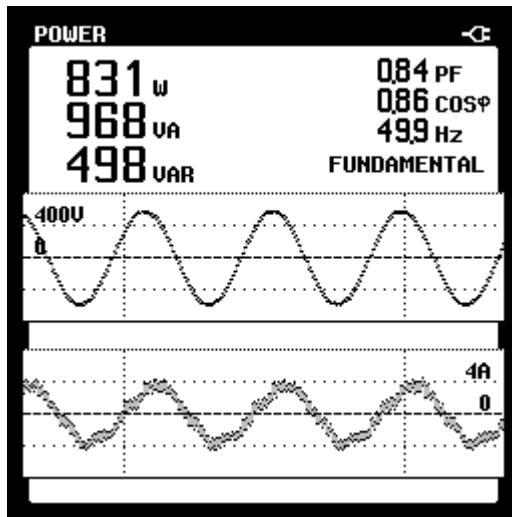 POWER
831 W
0,84 PF
968 VA
0,86 COSφ
498 VAR
49,9 Hz
FUNDAMENTAL
400V
0
4A
0